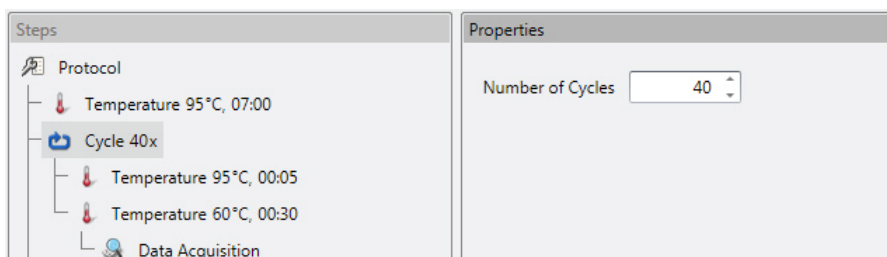 Steps
Protocol
Temperature 95°C, 07:00
Cycle 40x
Temperature 95°C, 00:05
Temperature 60°C, 00:30
Data Acquisition
Properties
Number of Cycles 40